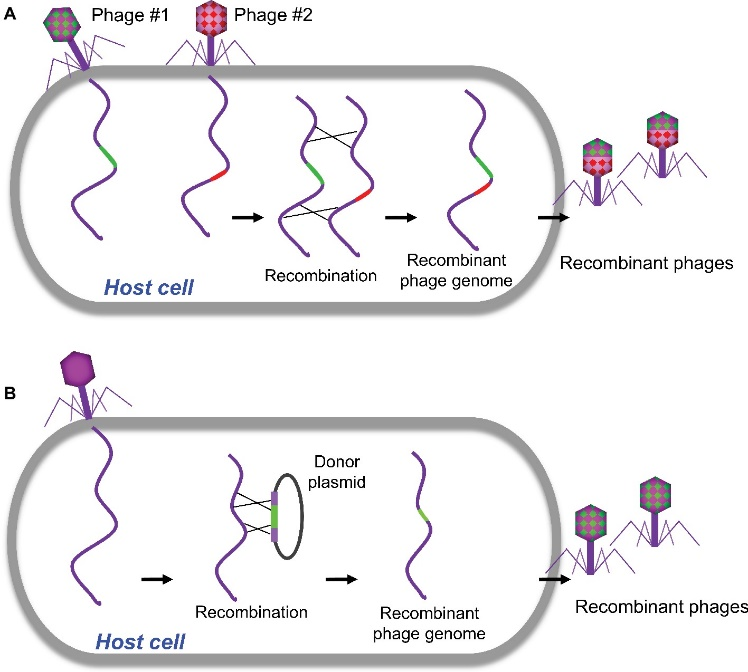 A
Phage #1
Phage #2
Recombination
Recombinant
phage genome
Host cell
Recombinant phages
B
Donor
plasmid
Recombination
Recombinant
phage genome
Host cell
Recombinant phages